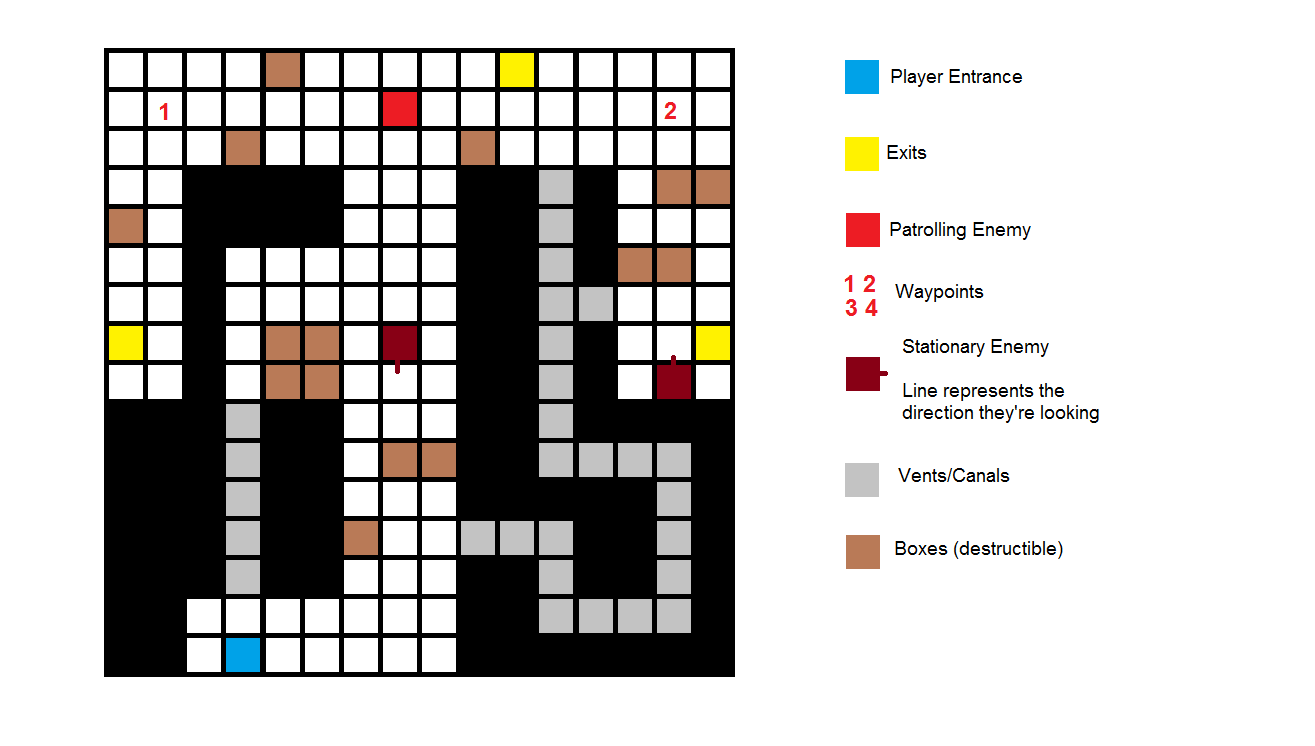 1
2
Player Entrance
Exits
Patrolling Enemy
1 2
3 4
Waypoints
Stationary Enemy
Line represents the
direction they're looking
Vents/Canals
Boxes (destructible)